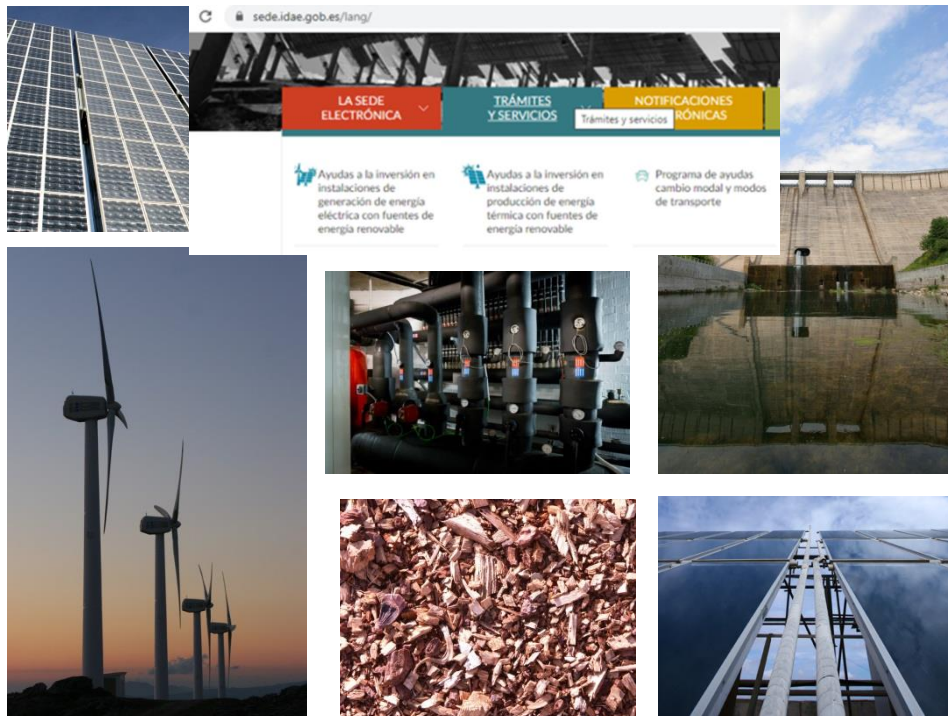 sede.idae.gob.es/lang/
LA SEDE
ELECTRÓNICA
TRÁMITES
Y SERVICIOS
NOTIFICACIONES
RÓNICAS
Trámites y servicios
Ayudas a la inversión en
instalaciones de
generación de energía
eléctrica con fuentes de
energía renovable
Ayudas a la inversión en
instalaciones de
producción de energía
térmica con fuentes de
energía renovable
Programa de ayudas
cambio modal y modos
de transporte